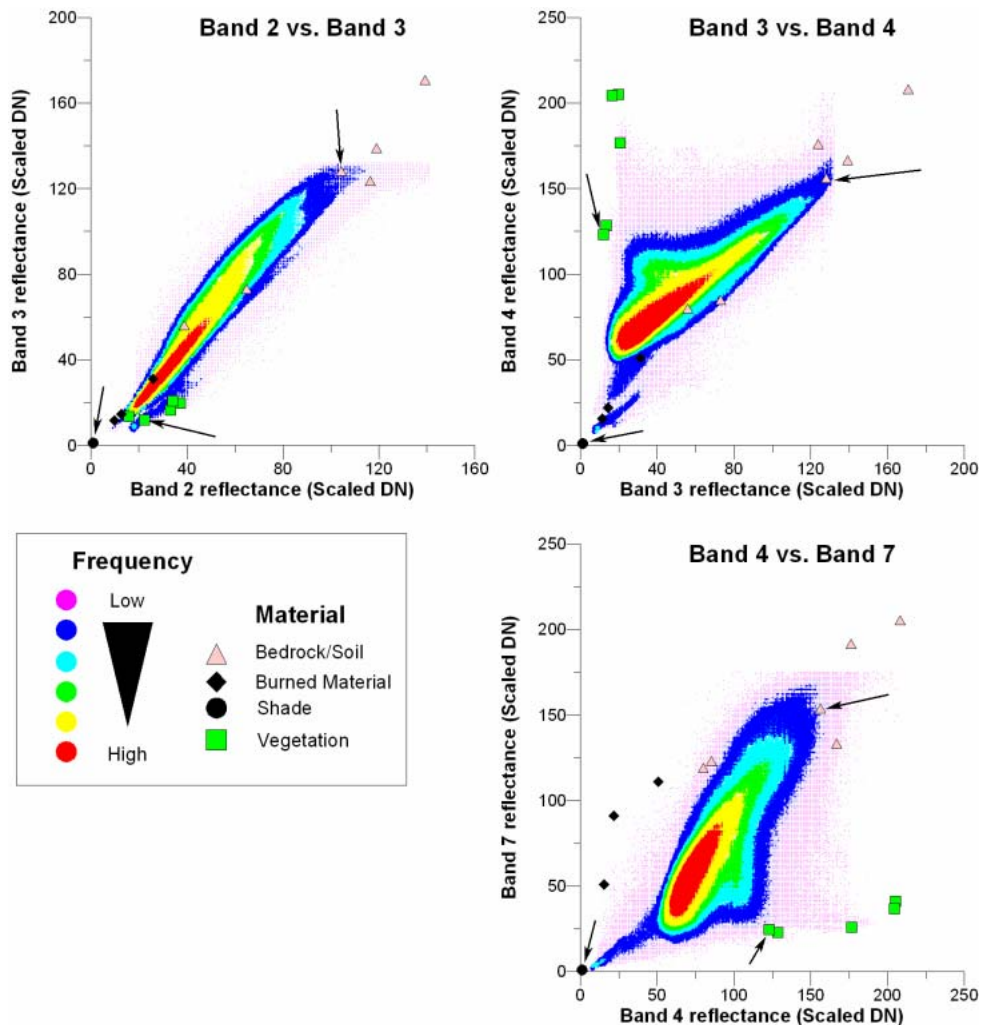 Band 2 vs. Band 3
200
160
120
80
40
0
Band 3 reflectance (Scaled DN)
0 40 80 120 160
Band 2 reflectance (Scaled DN)
Band 3 vs. Band 4
250
200
150
100
50
0
Band 4 reflectance (Scaled DN)
0 40 80 120 160 200
Band 3 reflectance (Scaled DN)
Frequency
Low
High
Material
Bedrock/Soil
Burned Material
Shade
Vegetation
Band 4 vs. Band 7
250
200
150
100
50
0
Band 7 reflectance (Scaled DN)
0 50 100 150 200 250
Band 4 reflectance (Scaled DN)